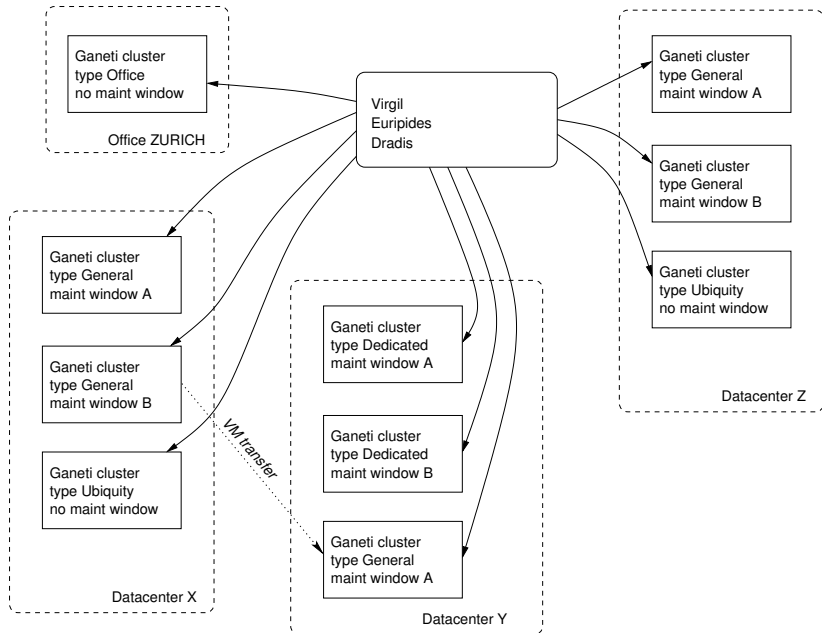 Ganeti cluster
type Office
no maint window
Office ZURICH
Virgil
Euripides
Dradis
Ganeti cluster
type General
maint window A
Ganeti cluster
type General
maint window B
Ganeti cluster
type Ubiquity
no maint window
Datacenter Z
Ganeti cluster
type General
maint window A
Ganeti cluster
type General
maint window B
Ganeti cluster
type Ubiquity
no maint window
Datacenter X
VM transfer
Ganeti cluster
type Dedicated
maint window A
Ganeti cluster
type Dedicated
maint window B
Ganeti cluster
type General
maint window A
Datacenter Y